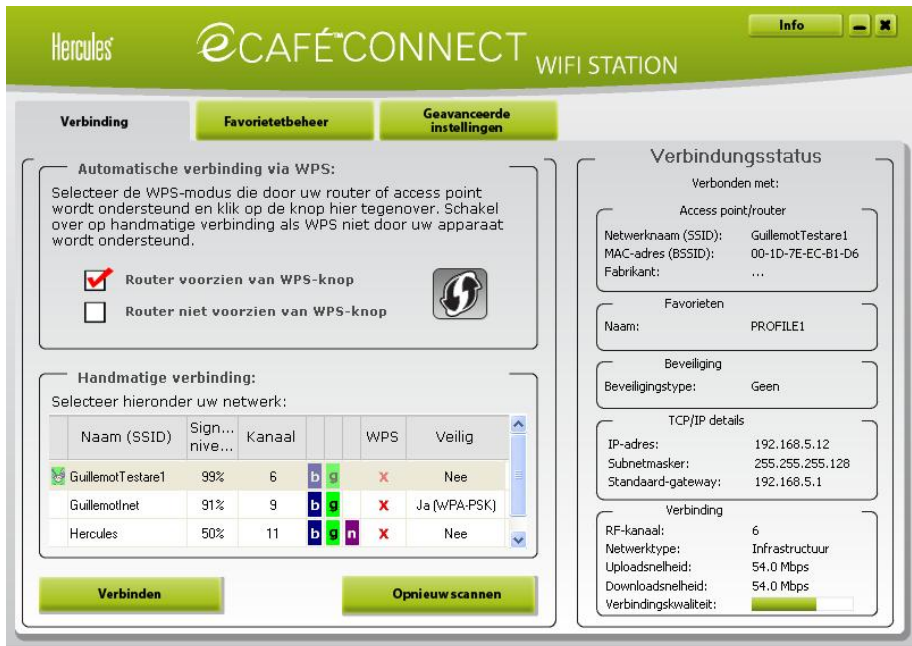 Hercules
eCAFÉ™CONNECT WIFI STATION
Info
Verbinding
Favorietetbeheer
Geavanceerde
instellingen
Automatische verbinding via WPS:
Selecteer de WPS-modus die door uw router of access point
wordt ondersteund en klik op de knop hier tegenover. Schakel
over op handmatige verbinding als WPS niet door uw apparaat
wordt ondersteund.
Router voorzien van WPS-knop
Router niet voorzien van WPS-knop
Handmatige verbinding:
Selecteer hieronder uw netwerk:
Naam (SSID) Sign... nive... Kanaal WPS Veilig
GuillemotTestare1 99% 6 b g x Nee
GuillemotInet 91% 9 b g x Ja (WPA-PSK)
Hercules 50% 11 b g n x Nee
Verbinden
Opnieuw scannen
Verbindungsstatus
Verbonden met:
Access point/router
Netwerknaam (SSID): GuillemotTestare1
MAC-adres (BSSID): 00-1D-7E-EC-B1-D6
Fabrikant: ...
Favorieten
Naam: PROFILE1
Beveiliging
Beveiligingstype: Geen
TCP/IP details
IP-adres: 192.168.5.12
Subnetmasker: 255.255.255.128
Standaard-gateway: 192.168.5.1
Verbinding
RF-kanaal: 6
Netwerktype: Infrastructuur
Uploadsnelheid: 54.0 Mbps
Downloadsnelheid: 54.0 Mbps
Verbindingskwaliteit: